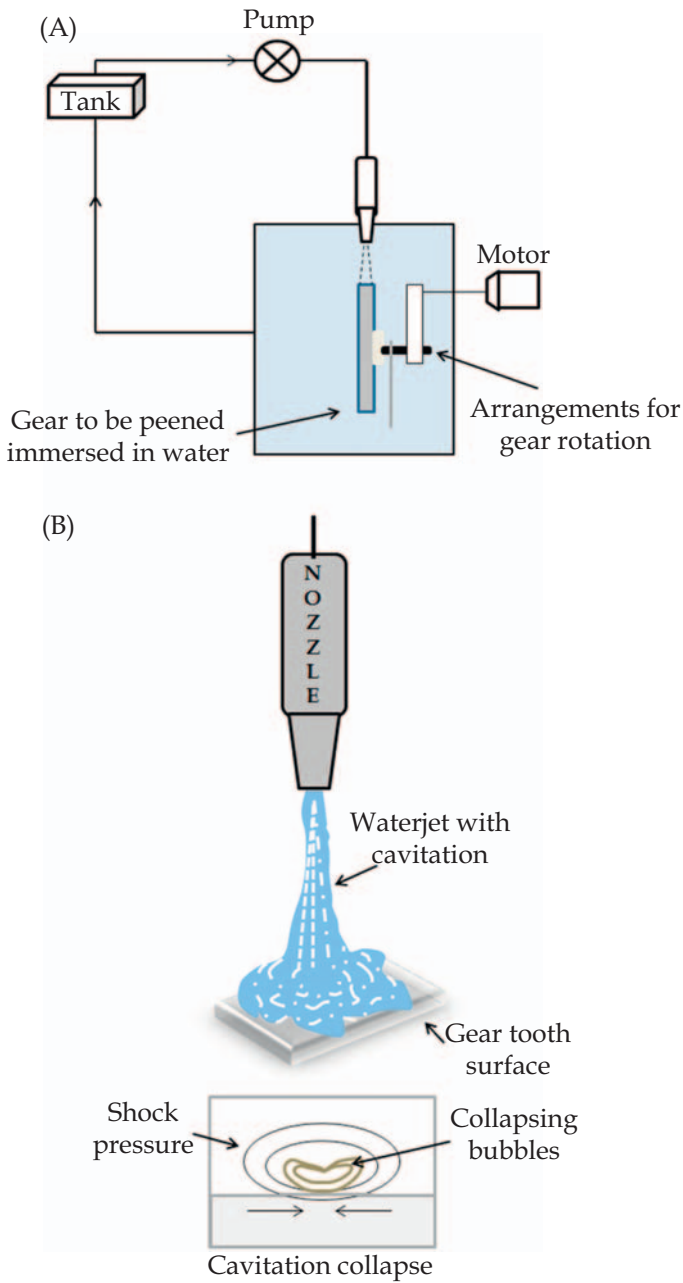 (A)
Pump
Tank
Motor
Gear to be peened
immersed in water
Arrangements for
gear rotation
(B)
NOZZLE
Waterjet with
cavitation
Gear tooth
surface
Shock
pressure
Collapsing
bubbles
Cavitation collapse